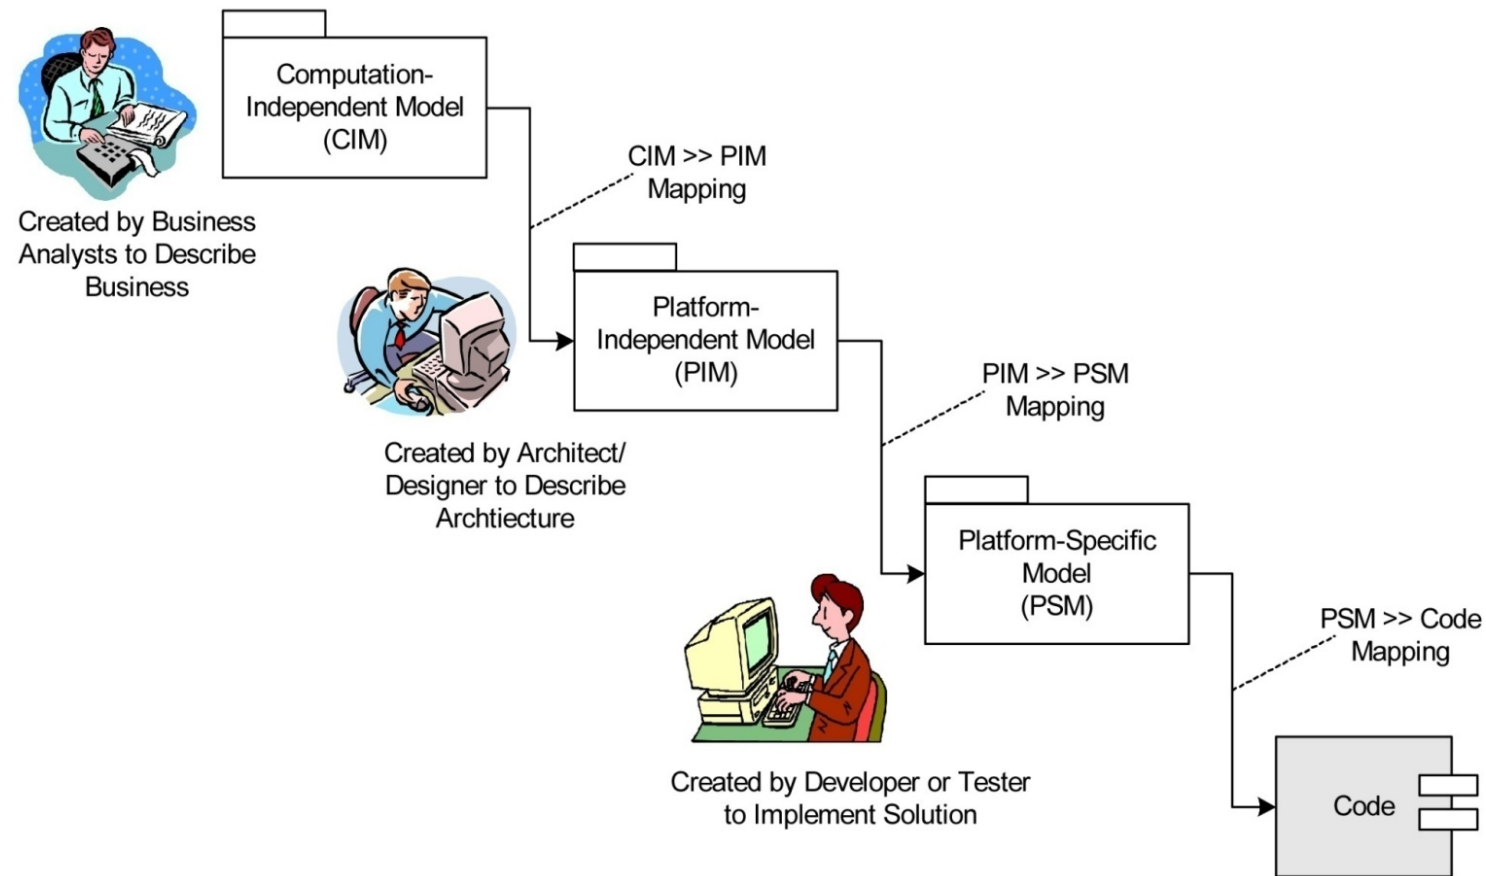 Computation-
Independent Model
(CIM)
CIM >> PIM
Mapping
Created by Business
Analysts to Describe
Business
Platform-
Independent Model
(PIM)
PIM >> PSM
Mapping
Created by Architect/
Designer to Describe
Archtiecture
Platform-Specific
Model
(PSM)
PSM >> Code
Mapping
Created by Developer or Tester
to Implement Solution
Code